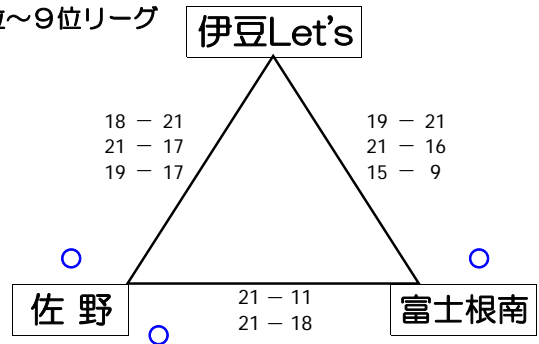 ～９位リーグ
伊豆Let's
18 － 21
21 － 17
19 － 17
19 － 21
21 － 16
15 － 9
佐 野
21 － 11
21 － 18
富士根南